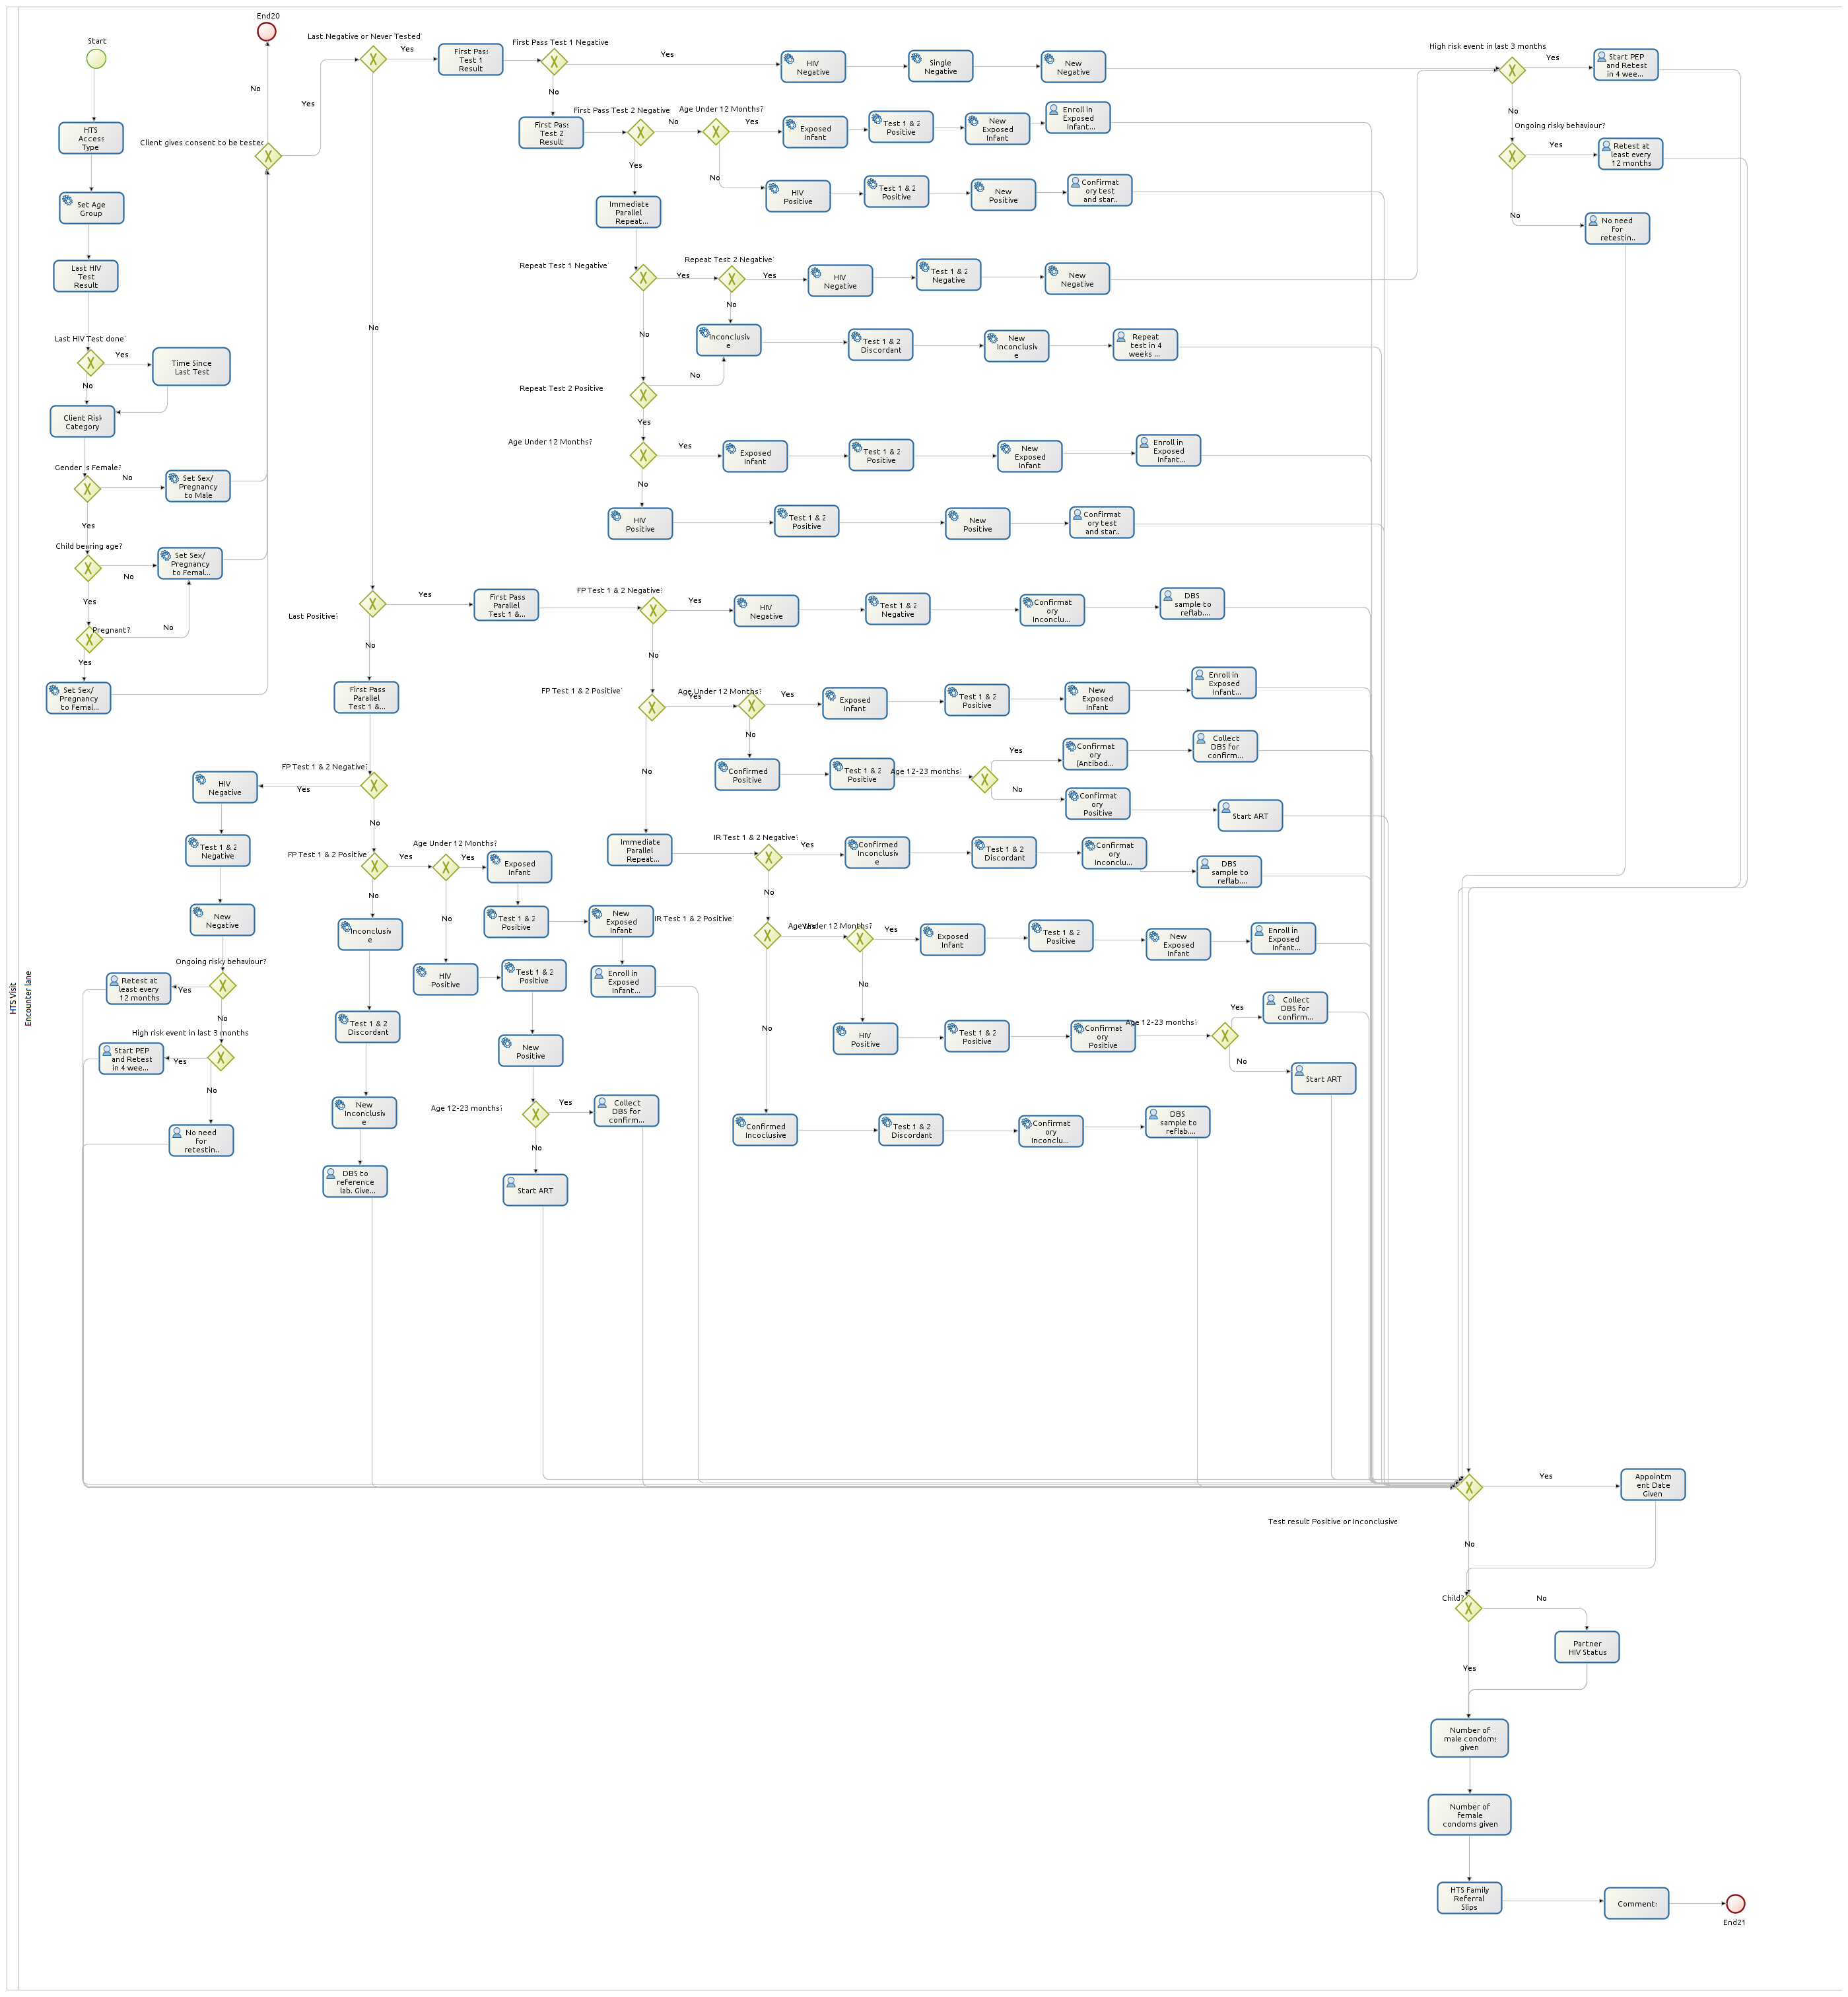 HTS Visit
Encounter lane
Start
HTS
Access
Type
Set Age
Group
Last HIV
Test
Result
Last HIV Test done
Yes
Time Since
Last Test
No
Client Risk
Category
Gender is Female?
No
Set Sex/
Pregnancy
to Male
Yes
Child bearing age?
No
Set Sex/
Pregnancy
to Femal...
Yes
Pregnant?
No
Yes
Set Sex/
Pregnancy
to Femal...
End20
No
Client gives consent to be tested
Yes
Last Negative or Never Tested
Yes
First Pass
Test 1
Result
First Pass Test 1 Negative
Yes
HIV
Negative
Single
Negative
New
Negative
No
First Pass
Test 2
Result
First Pass Test 2 Negative
No
Age Under 12 Months?
Yes
Exposed
Infant
Test 1 & 2
Positive
New
Exposed
Infant
Enroll in
Exposed
Infant...
No
HIV
Positive
Test 1 & 2
Positive
New
Positive
Confirmat
ory test
and star..
Yes
Immediate
Parallel
Repeat...
Repeat Test 1 Negative
Yes
Repeat Test 2 Negative
Yes
HIV
Negative
Test 1 & 2
Negative
New
Negative
No
No
Inconclusiv
e
Test 1 & 2
Discordant
New
Inconclusiv
e
Repeat
test in 4
weeks ...
Repeat Test 2 Positive
No
Yes
Age Under 12 Months?
Yes
Exposed
Infant
Test 1 & 2
Positive
New
Exposed
Infant
Enroll in
Exposed
Infant...
No
HIV
Positive
Test 1 & 2
Positive
New
Positive
Confirmat
ory test
and star..
High risk event in last 3 months
Yes
Start PEP
and Retest
in 4 wee...
No
Ongoing risky behaviour?
Yes
Retest at
least every
12 months
No
No need
for
retestin..
No
Last Positive?
Yes
First Pass
Parallel
Test 1 &...
FP Test 1 & 2 Negative?
Yes
HIV
Negative
Test 1 & 2
Negative
Confirmat
ory
Inconclu...
DBS
sample to
reflab....
No
FP Test 1 & 2 Positive
Yes
Age Under 12 Months?
Yes
Exposed
Infant
Test 1 & 2
Positive
New
Exposed
Infant
Enroll in
Exposed
Infant...
No
Confirmed
Positive
Test 1 & 2
Positive
Age 12-23 months?
Yes
Confirmat
ory
(Antibod...
Collect
DBS for
confirm...
No
Confirmat
ory
Positive
Start ART
No
Immediate
Parallel
Repeat...
IR Test 1 & 2 Negative?
Yes
Confirmed
Inconclusiv
e
Test 1 & 2
Discordant
Confirmat
ory
Inconclu...
DBS
sample to
reflab....
No
IR Test 1 & 2 Positive
Yes
Age Under 12 Months?
Yes
Exposed
Infant
Test 1 & 2
Positive
New
Exposed
Infant
Enroll in
Exposed
Infant...
No
HIV
Positive
Test 1 & 2
Positive
Confirmat
ory
Positive
Age 12-23 months?
Yes
Collect
DBS for
confirm...
No
Start ART
No
Confirmed
Incoclusive
Test 1 & 2
Discordant
Confirmat
ory
Inconclu...
DBS
sample to
reflab....
No
First Pass
Parallel
Test 1 &...
FP Test 1 & 2 Negative?
Yes
HIV
Negative
Test 1 & 2
Negative
New
Negative
Ongoing risky behaviour?
Yes
Retest at
least every
12 months
No
High risk event in last 3 months
Yes
Start PEP
and Retest
in 4 wee...
No
No need
for
retestin..
No
FP Test 1 & 2 Positive
Yes
Age Under 12 Months?
Yes
Exposed
Infant
Test 1 & 2
Positive
New
Exposed
Infant
Enroll in
Exposed
Infant...
No
HIV
Positive
Test 1 & 2
Positive
New
Positive
Age 12-23 months?
Yes
Collect
DBS for
confirm...
No
Start ART
No
Inconclusiv
e
Test 1 & 2
Discordant
New
Inconclusiv
e
DBS to
reference
lab. Give...
Test result Positive or Inconclusive
Yes
Appointm
ent Date
Given
No
Child?
No
Partner
HIV Status
Yes
Number of
male condoms
given
Number of
female
condoms given
HTS Family
Referral
Slips
Comments
End21